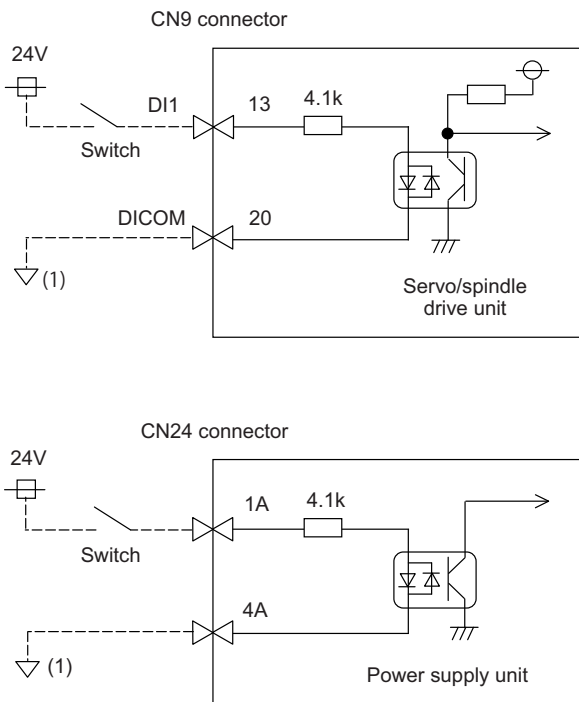 CN9 connector
24V
DI1
13
4.1k
Switch
DICOM
20
(1)
Servo/spindle
drive unit
CN24 connector
24V
1A
4.1k
Switch
4A
(1)
Power supply unit